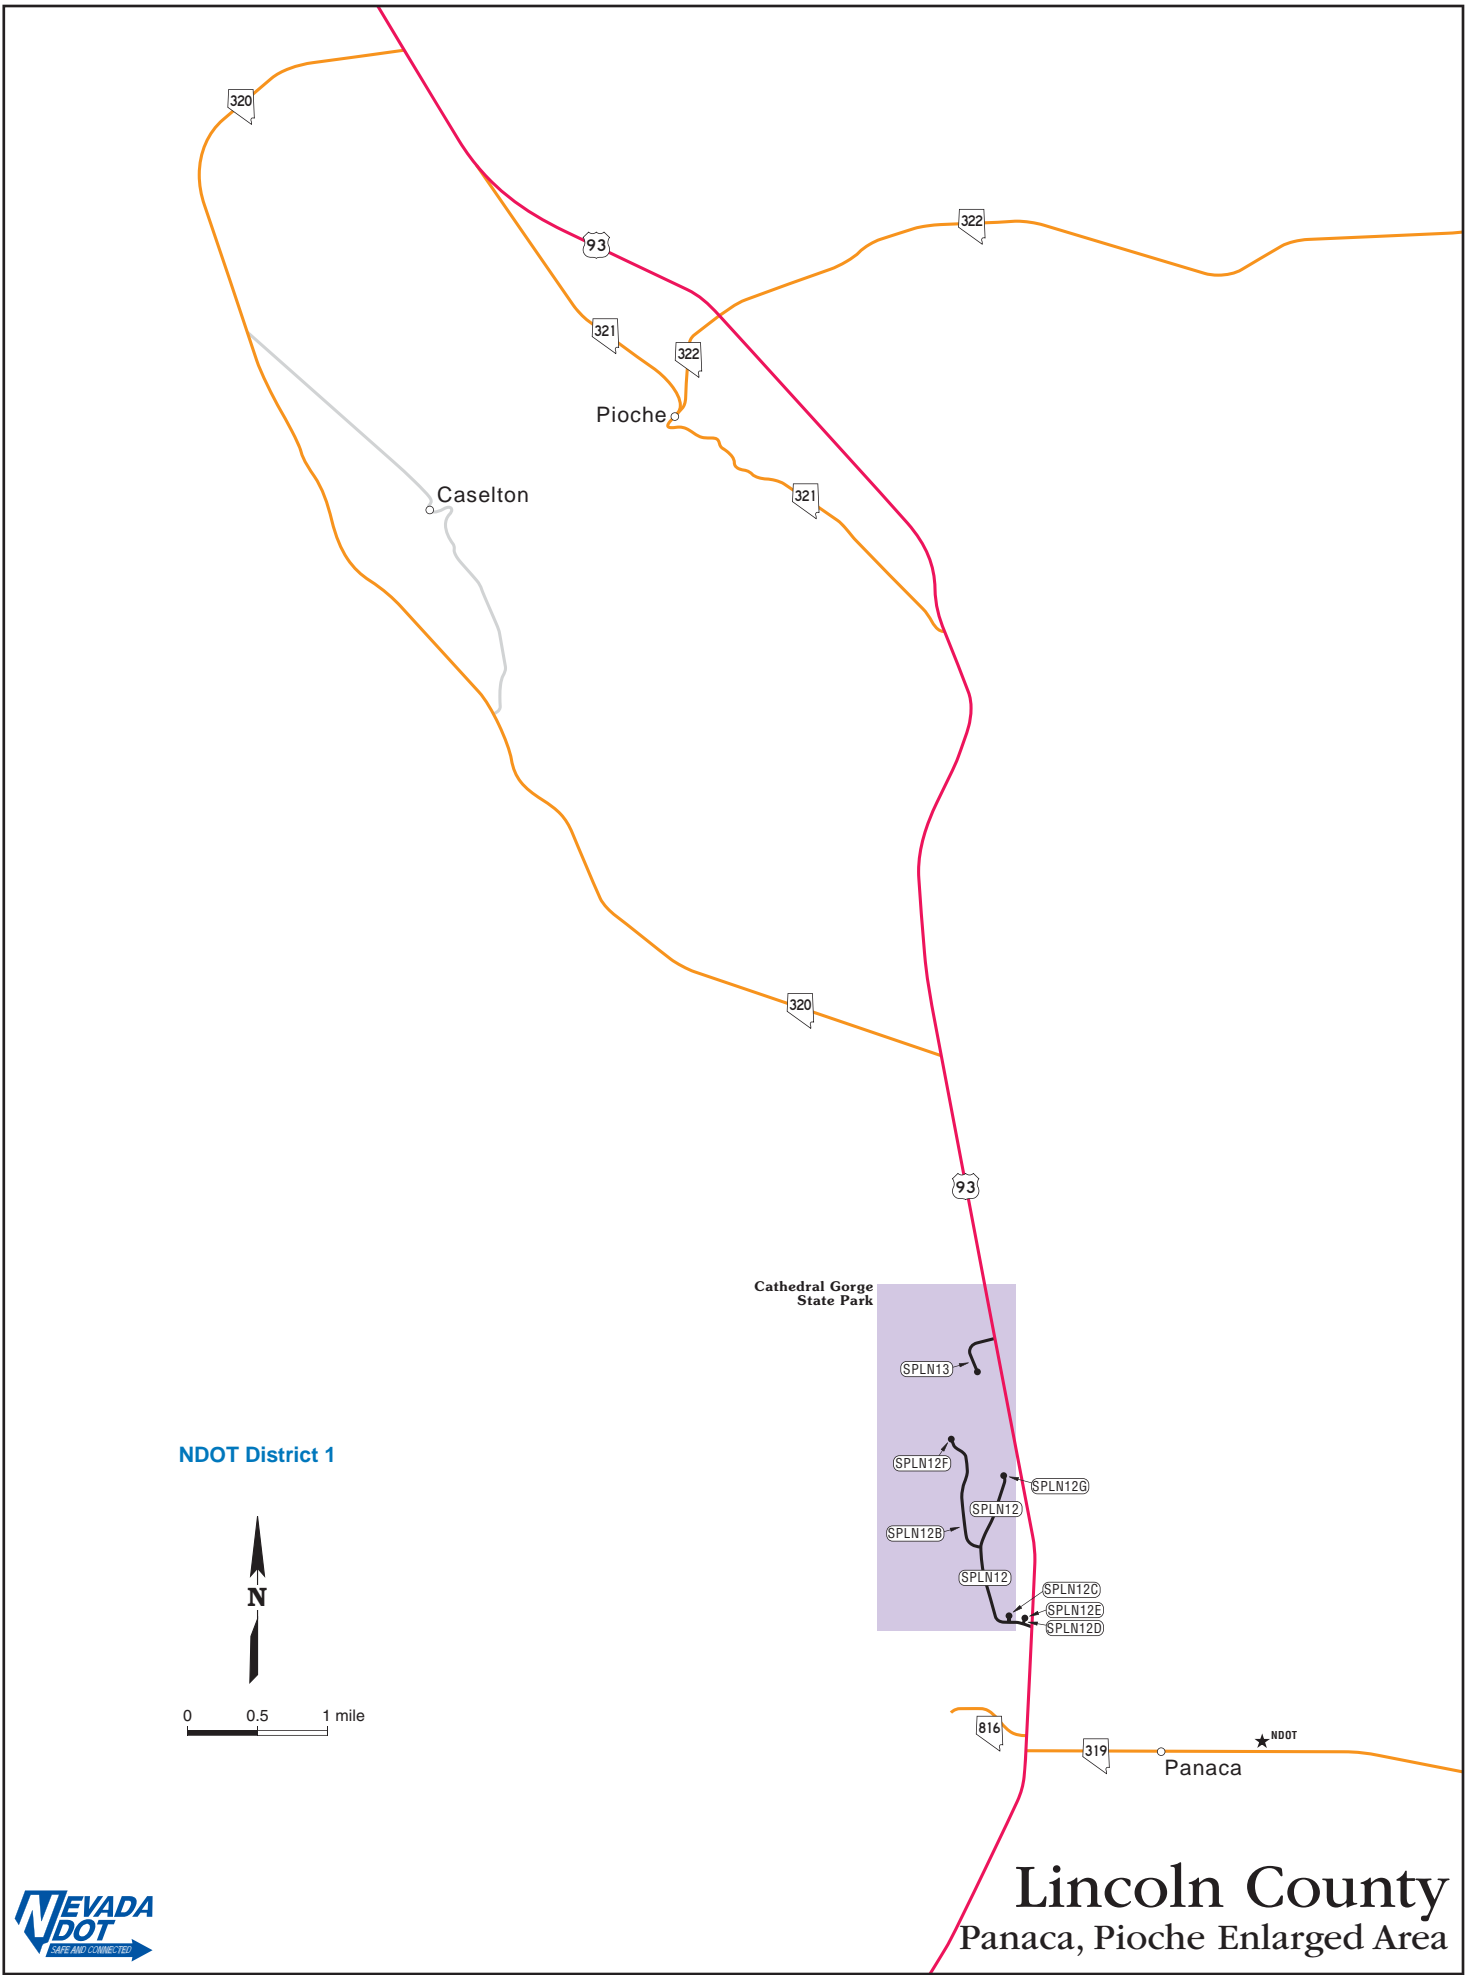 320
93
322
321
322
Pioche
Caselton
321
320
93
Cathedral Gorge
State Park
SPLN13
NDOT District 1
SPLN12F
SPLN12G
SPLN12
SPLN12B
SPLN12
SPLN12C
SPLN12E
SPLN12D
N
0 0.5 1 mile
816
319
NDOT
Panaca
Lincoln County
Panaca, Pioche Enlarged Area
NEVADA
DOT
SAFE AND CONNECTED